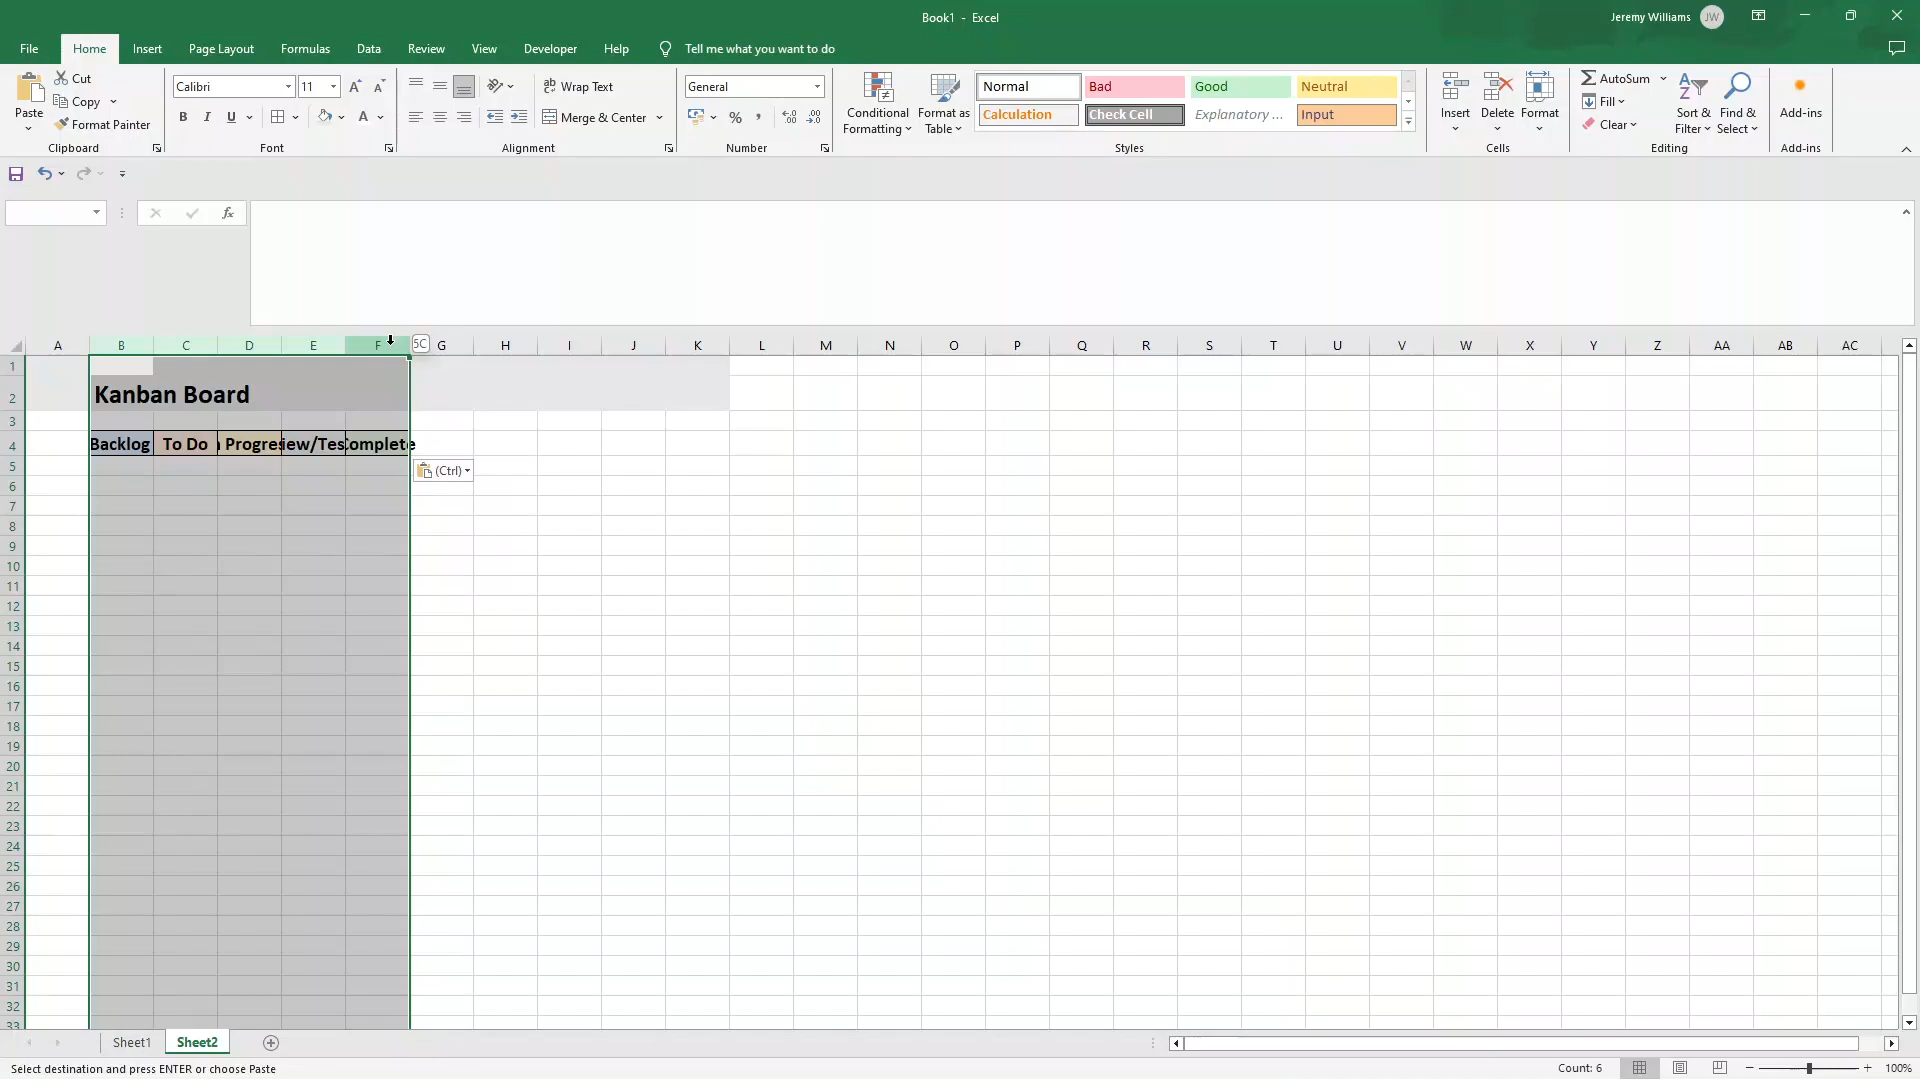 Book1 - Excel
Jeremy Williams JW
File Home Insert Page Layout Formulas Data Review View Developer Help Tell me what you want to do
Paste
Cut
Copy
Format Painter
Clipboard
Calibri 11
B I U
Font
Wrap Text
Merge & Center
Alignment
General
Number
Conditional Formatting
Format as Table
Normal Bad Good Neutral
Calculation Check Cell Explanatory ... Input
Styles
Insert Delete Format
Cells
AutoSum
Fill
Clear
Sort & Filter
Find & Select
Editing
Add-ins
Add-ins
fx
A B C D E F 5C G H I J K L M N O P Q R S T U V W X Y Z AA AB AC
1
2 Kanban Board
3
4 Backlog To Do Progres iew/Tes Complete
5 (Ctrl)
6
7
8
9
10
11
12
13
14
15
16
17
18
19
20
21
22
23
24
25
26
27
28
29
30
31
32
33
Sheet1 Sheet2
Select destination and press ENTER or choose Paste Count: 6 100%